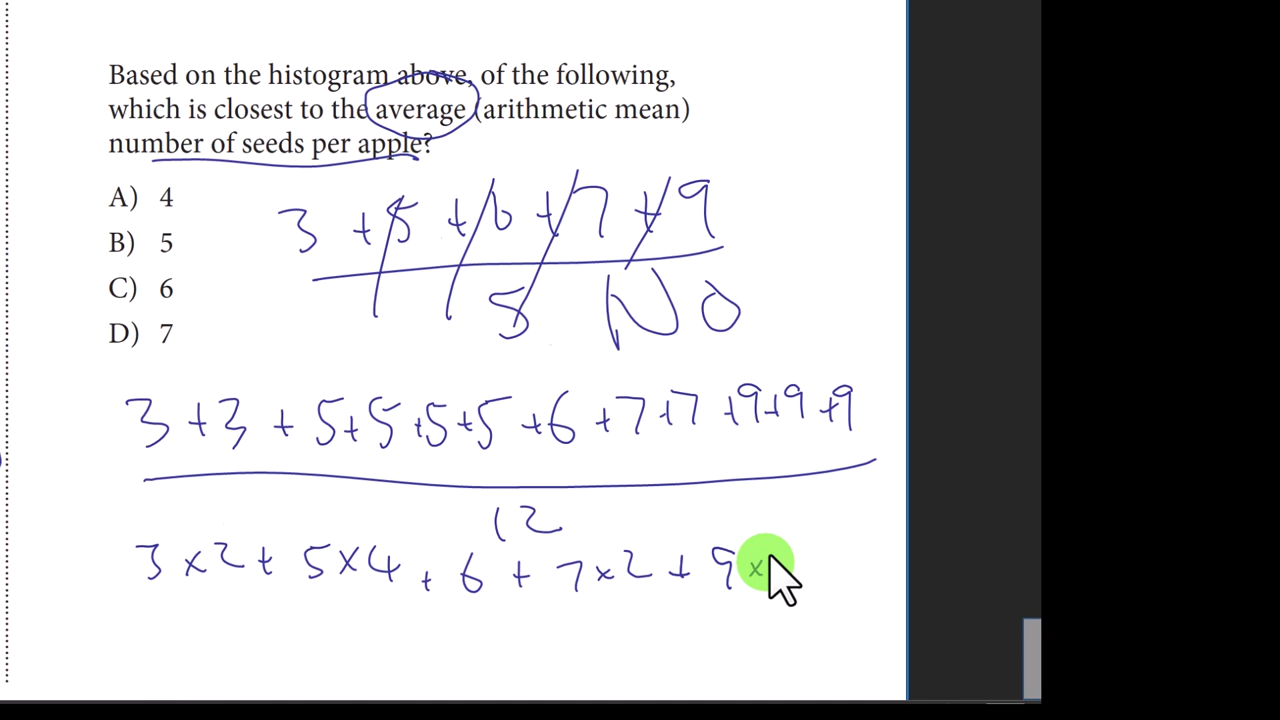 Based on the histogram above, of the following,
which is closest to the average (arithmetic mean)
number of seeds per apple?
A) 4
B) 5
C) 6
D) 7
3 + 5 + 6 + 7 + 9
5 NO
3 + 3 + 5 + 5 + 5 + 5 + 6 + 7 + 7 + 9 + 9 + 9
12
3 × 2 + 5 × 4 + 6 + 7 × 2 + 9 ×